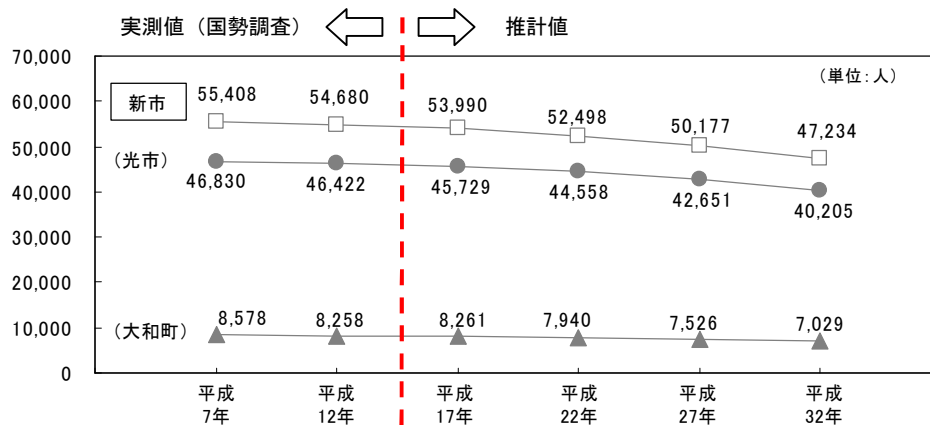 実測値（国勢調査） 推計値
70,000
（単位：人）
60,000
新市
55,408 54,680 53,990 52,498 50,177 47,234
50,000
（光市）
46,830 46,422 45,729 44,558 42,651 40,205
40,000
30,000
20,000
10,000
（大和町）
8,578 8,258 8,261 7,940 7,526 7,029
0
平成 平成 平成 平成 平成 平成
7年 12年 17年 22年 27年 32年